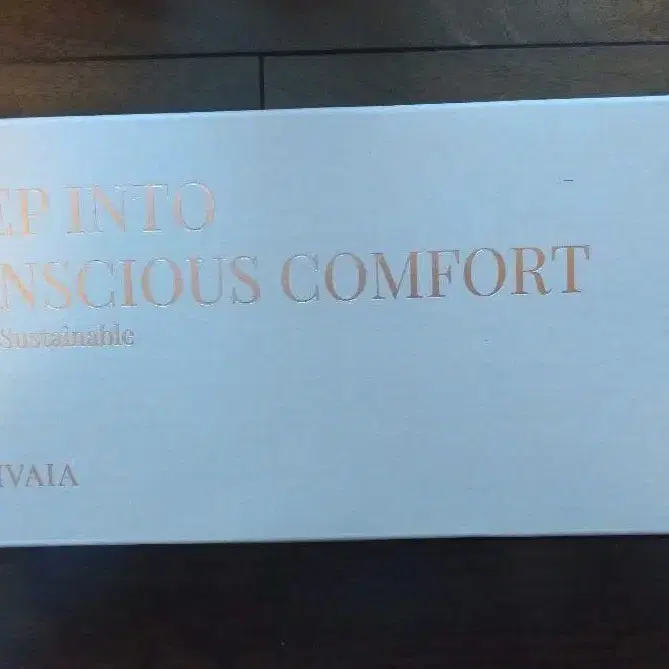 EP INTO
NSCIOUS COMFORT
Sustainable
IVAIA